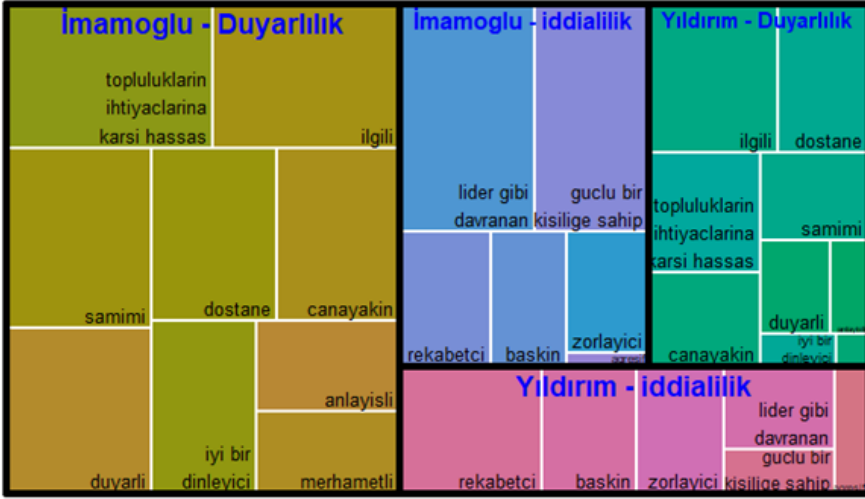 İmamoglu - Duyarlılık
topluluklarin
ihtiyaclarina
karsi hassas
ilgili
samimi
dostane
canayakin
duyarli
iyi bir
dinleyici
anlayisli
merhametli
İmamoglu - iddialilik
lider gibi
davranan
guclu bir
kisilige sahip
rekabetci
baskin
zorlayici
Yıldırım - Duyarlılık
ilgili
dostane
topluluklarin
ihtiyaclarina
karsi hassas
samimi
canayakin
duyarli
iyi bir
dinleyici
Yıldırım - iddialilik
rekabetci
baskin
zorlayici
lider gibi
davranan
guclu bir
kisilige sahip